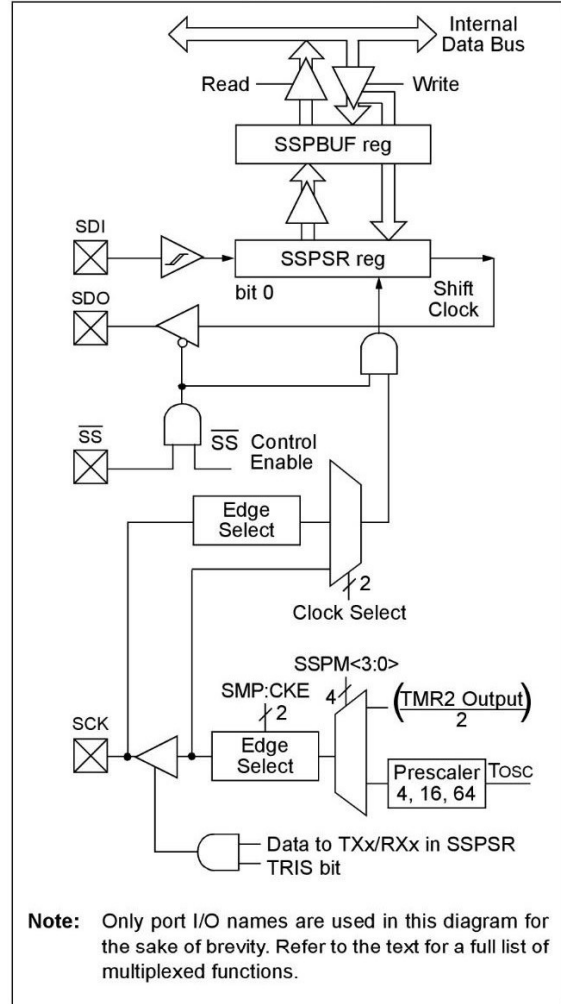 Internal
Data Bus
Read
Write
SSPBUF reg
SDI
SSPSR reg
bit 0
Shift
Clock
SDO
SS
SS
Control
Enable
Edge
Select
2
Clock Select
SSPM<3:0>
SMP:CKE
4
(TMR2 Output)
2
2
SCK
Edge
Select
Prescaler
4, 16, 64
TOSC
Data to TXx/RXx in SSPSR
TRIS bit
Note: Only port I/O names are used in this diagram for
the sake of brevity. Refer to the text for a full list of
multiplexed functions.